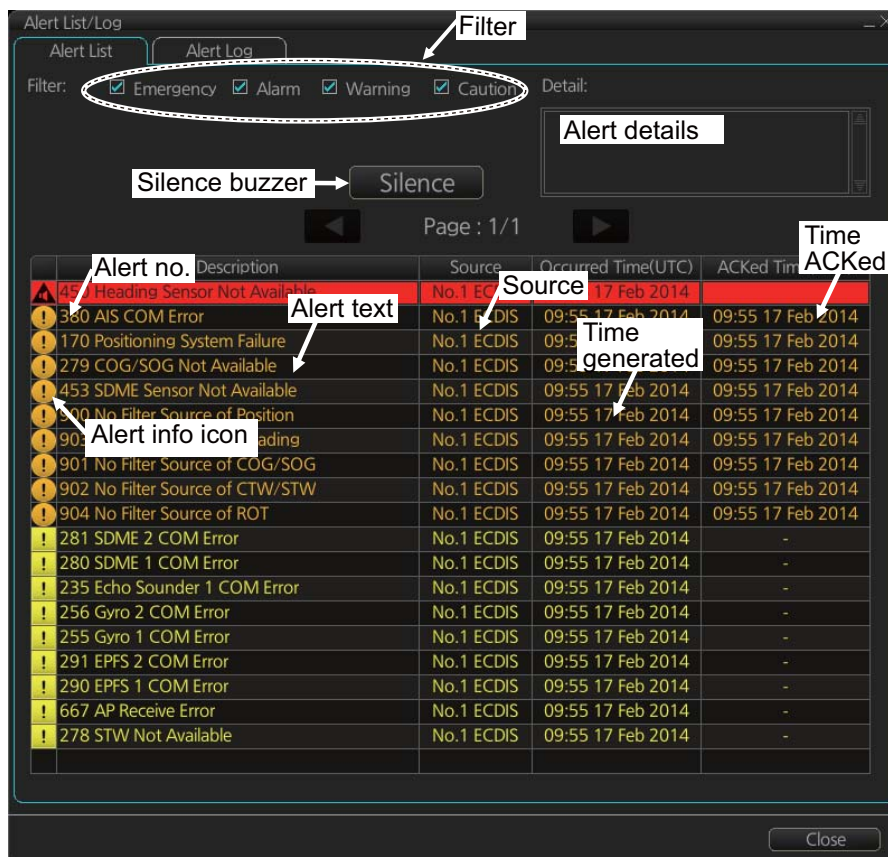 Alert List/Log
Filter
Alert List
Alert Log
Filter: Emergency Alarm Warning Caution Detail:
Alert details
Silence buzzer Silence
Page : 1/1
Time ACKed
Alert no. Description Source Occurred Time(UTC) ACKed
450 Heading Sensor Not Available No.1 17 Feb 2014
Source
Alert text
380 AIS COM Error No.1 ECDIS 09:55 17 Feb 2014 09:55 17 Feb 2014
Time generated
170 Positioning System Failure No.1 ECDIS 09:55 17 Feb 2014
279 COG/SOG Not Available No.1 ECDIS 09:55 17 Feb 2014
453 SDME Sensor Not Available No.1 ECDIS 09:55 17 Feb 2014 09:55 17 Feb 2014
900 No Filter Source of Position No.1 ECDIS 09:55 17 Feb 2014 09:55 17 Feb 2014
Alert info icon
No.1 ECDIS 09:55 17 Feb 2014 09:55 17 Feb 2014
901 No Filter Source of COG/SOG No.1 ECDIS 09:55 17 Feb 2014 09:55 17 Feb 2014
902 No Filter Source of CTW/STW No.1 ECDIS 09:55 17 Feb 2014 09:55 17 Feb 2014
904 No Filter Source of ROT No.1 ECDIS 09:55 17 Feb 2014 09:55 17 Feb 2014
281 SDME 2 COM Error No.1 ECDIS 09:55 17 Feb 2014 -
280 SDME 1 COM Error No.1 ECDIS 09:55 17 Feb 2014 -
235 Echo Sounder 1 COM Error No.1 ECDIS 09:55 17 Feb 2014 -
256 Gyro 2 COM Error No.1 ECDIS 09:55 17 Feb 2014 -
255 Gyro 1 COM Error No.1 ECDIS 09:55 17 Feb 2014 -
291 EPFS 2 COM Error No.1 ECDIS 09:55 17 Feb 2014 -
290 EPFS 1 COM Error No.1 ECDIS 09:55 17 Feb 2014 -
667 AP Receive Error No.1 ECDIS 09:55 17 Feb 2014 -
278 STW Not Available No.1 ECDIS 09:55 17 Feb 2014 -
Close